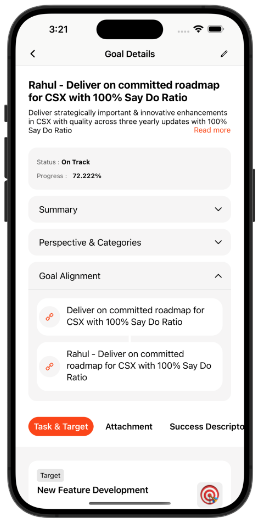 3:21
Goal Details
Rahul - Deliver on committed roadmap
for CSX with 100% Say Do Ratio
Deliver strategically important & innovative enhancements
in CSX with quality across three yearly updates with 100%
Say Do Ratio
Read more
Status : On Track
Progress : 72.222%
Summary
Perspective & Categories
Goal Alignment
Deliver on committed roadmap for
CSX with 100% Say Do Ratio
Rahul - Deliver on committed
roadmap for CSX with 100% Say Do
Ratio
Task & Target
Attachment
Success Descripto
Target
New Feature Development